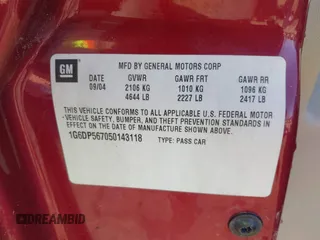 GM
MFD BY GENERAL MOTORS CORP
DATE GVWR GAWR FRT GAWR RR
09/04 2106 KG 1010 KG 1096 KG
4644 LB 2227 LB 2417 LB
THIS VEHICLE CONFORMS TO ALL APPLICABLE U.S. FEDERAL MOTOR
VEHICLE SAFETY, BUMPER, AND THEFT PREVENTION STANDARDS
IN EFFECT ON THE DATE OF MANUFACTURE SHOWN ABOVE.
1G6DP567050143118 TYPE: PASS CAR
DREAMBID